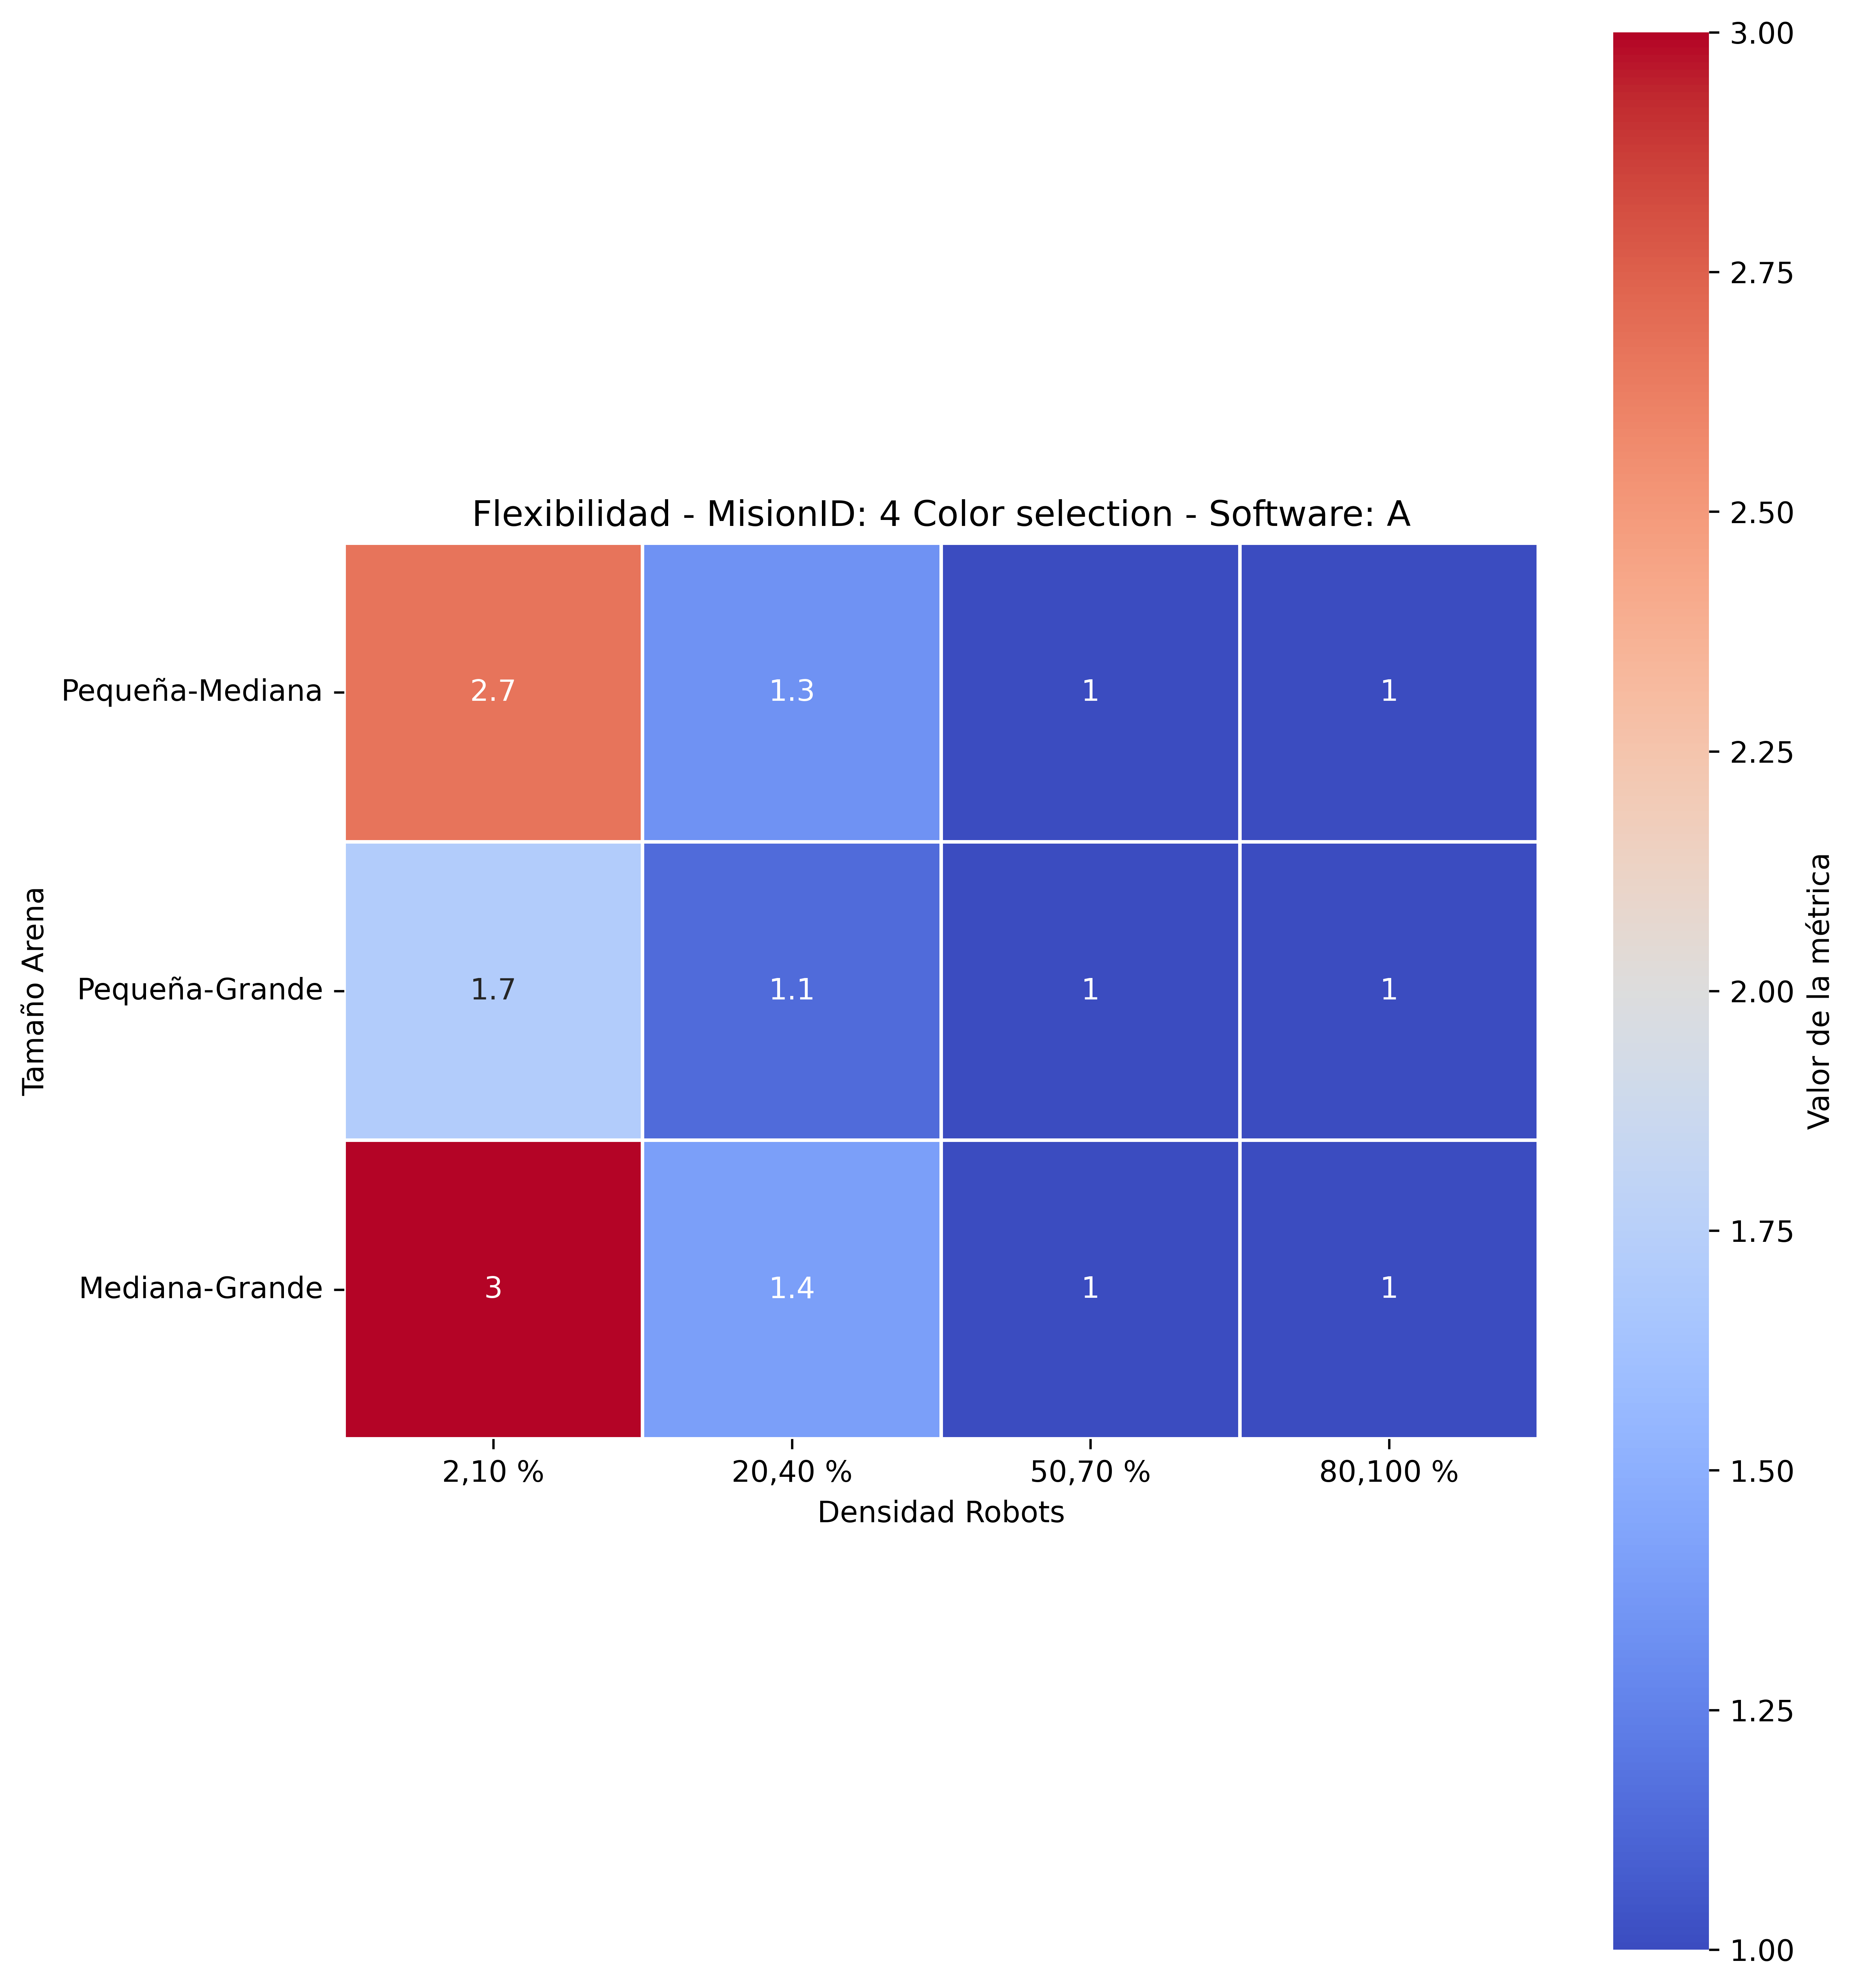 Flexibilidad - MisionID: 4 Color selection - Software: A
Tamaño Arena
Pequeña-Mediana
2.7 1.3 1 1
Pequeña-Grande
1.7 1.1 1 1
Mediana-Grande
3 1.4 1 1
2,10 % 20,40 % 50,70 % 80,100 %
Densidad Robots
3.00
2.75
2.50
2.25
2.00
1.75
1.50
1.25
1.00
Valor de la métrica